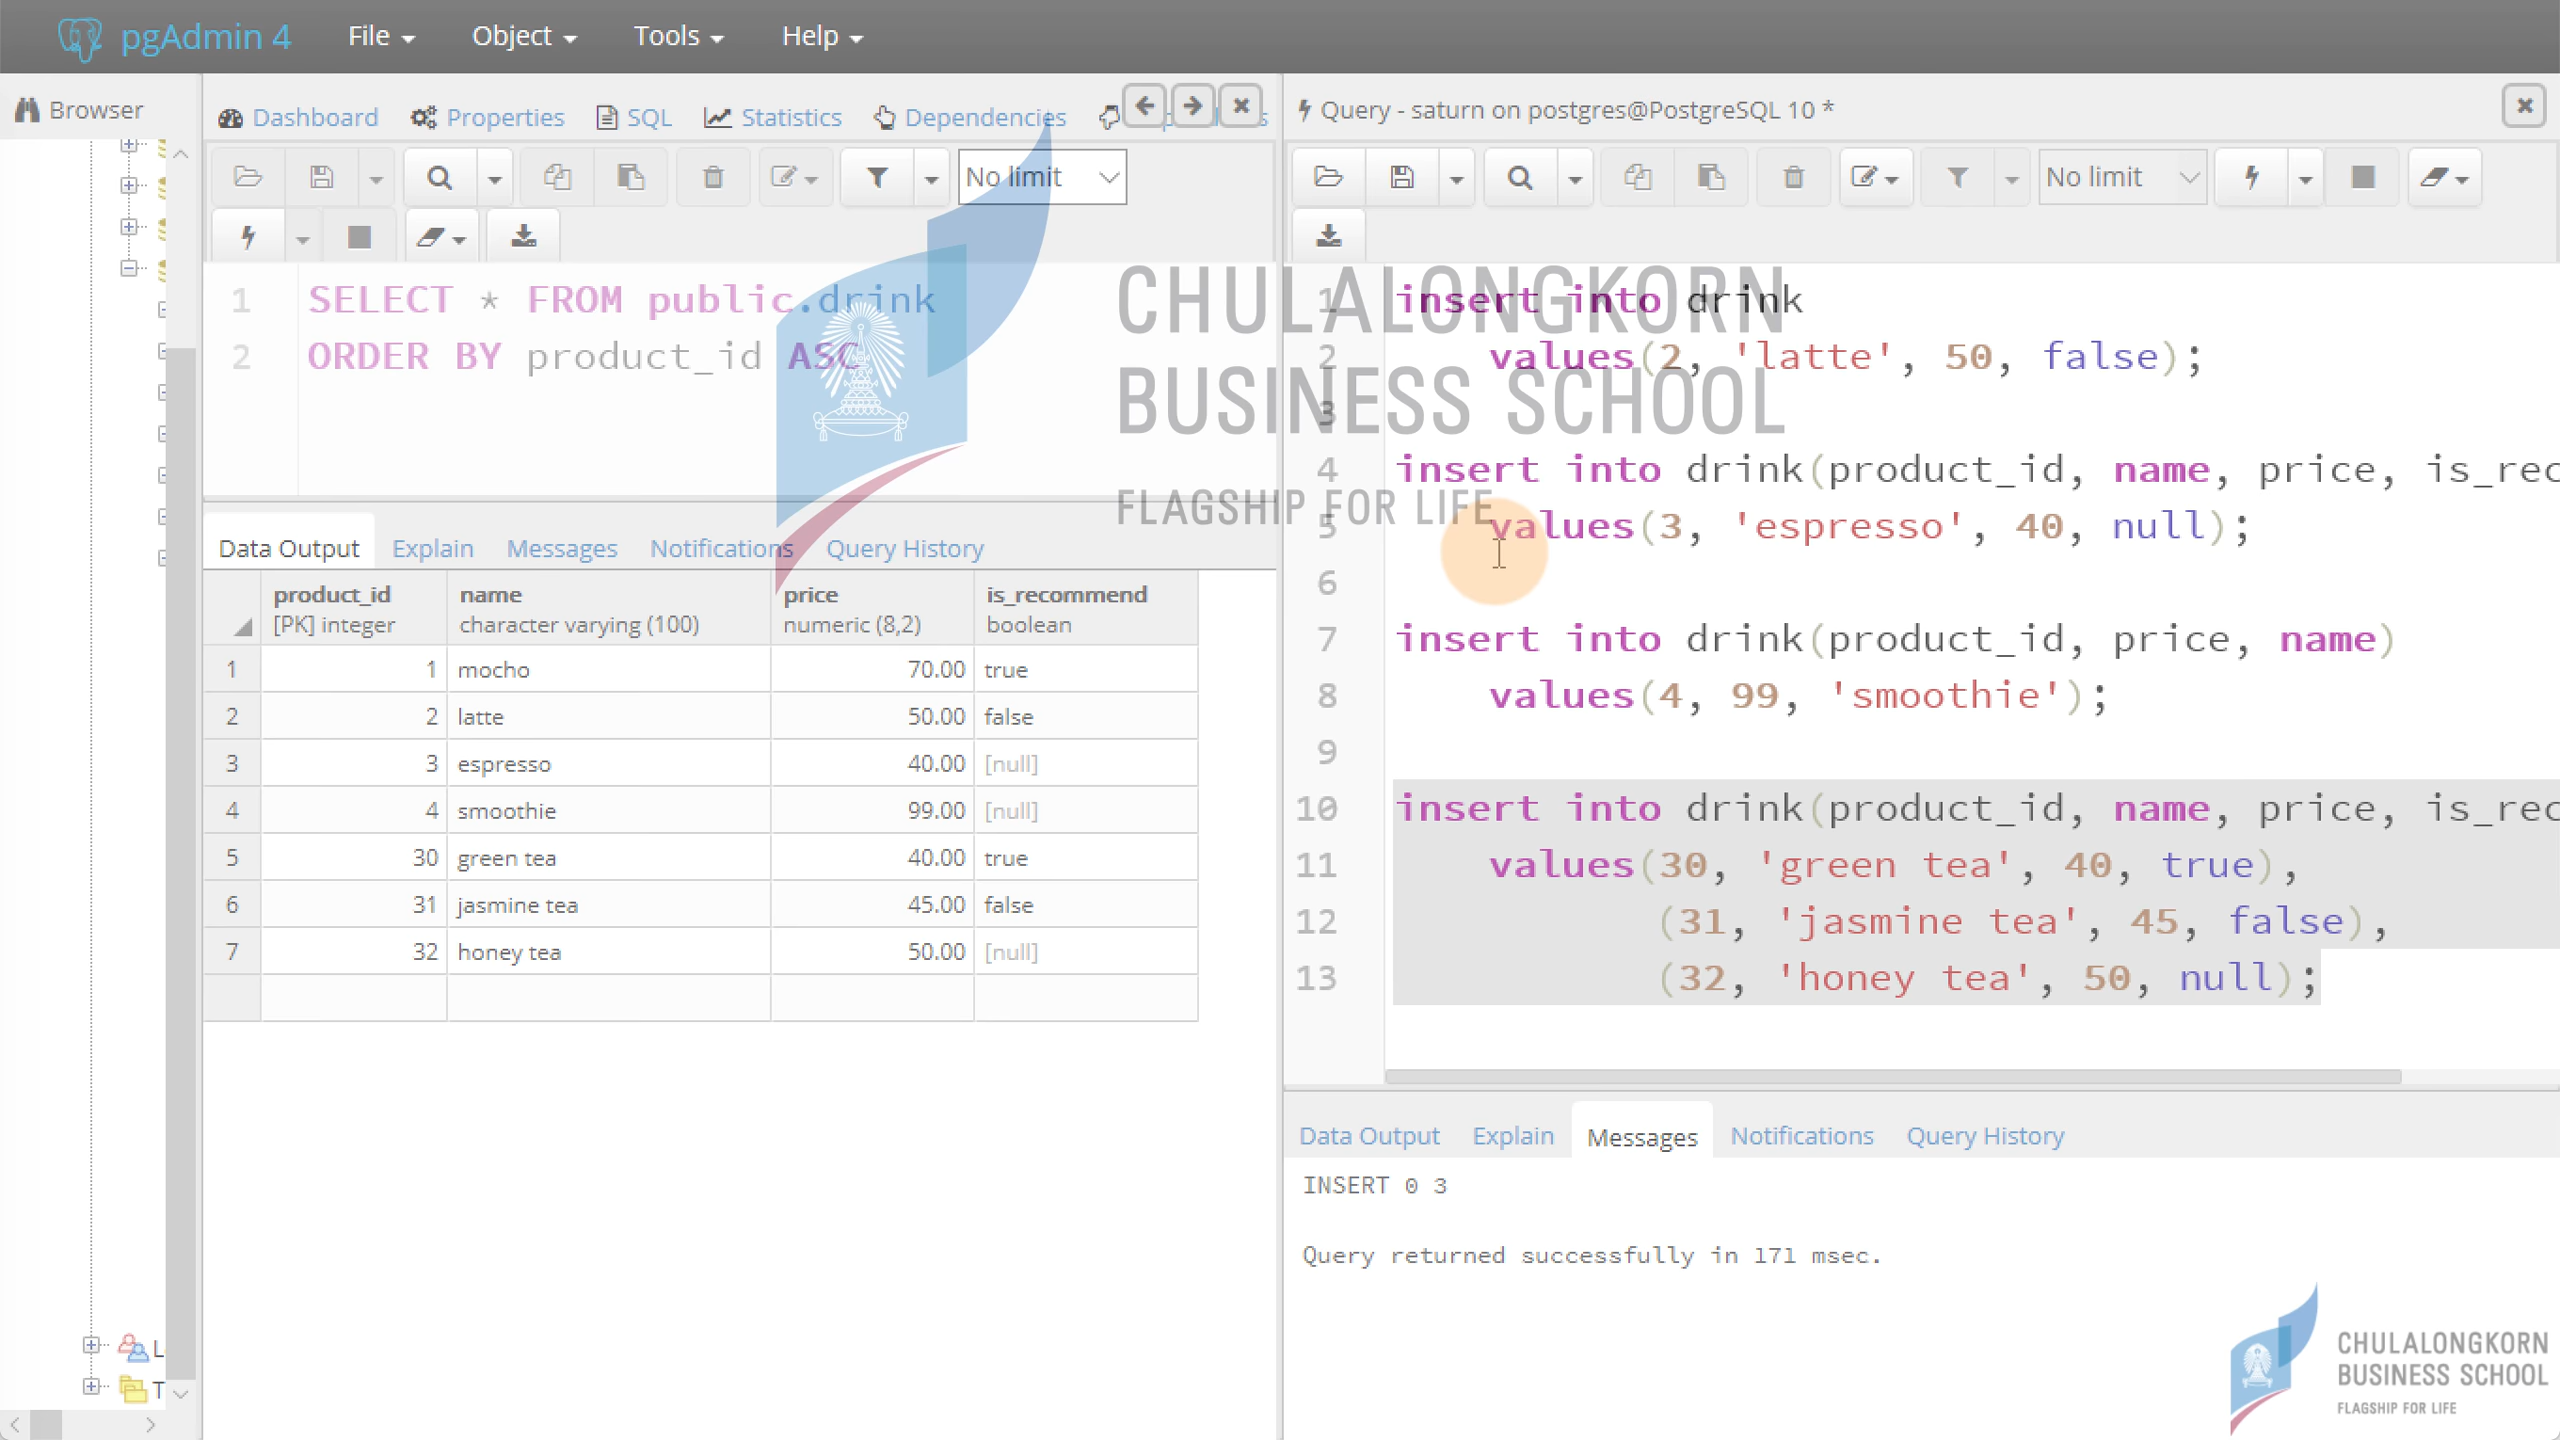 pgAdmin 4 File Object Tools Help
Browser
Dashboard Properties SQL Statistics Dependencies
Query - saturn on postgres@PostgreSQL 10 *
No limit
No limit
1 SELECT * FROM public.drink
2 ORDER BY product_id ASC
CHULALONGKORN
BUSINESS SCHOOL
FLAGSHIP FOR LIFE
Data Output Explain Messages Notifications Query History
product_id name price is_recommend
[PK] integer character varying (100) numeric (8,2) boolean
1 1 mocho 70.00 true
2 2 latte 50.00 false
3 3 espresso 40.00 [null]
4 4 smoothie 99.00 [null]
5 30 green tea 40.00 true
6 31 jasmine tea 45.00 false
7 32 honey tea 50.00 [null]
1 insert into drink
2 values(2, 'latte', 50, false);
3
4 insert into drink(product_id, name, price, is_rec
5 values(3, 'espresso', 40, null);
6
7 insert into drink(product_id, price, name)
8 values(4, 99, 'smoothie');
9
10 insert into drink(product_id, name, price, is_rec
11 values(30, 'green tea', 40, true),
12 (31, 'jasmine tea', 45, false),
13 (32, 'honey tea', 50, null);
Data Output Explain Messages Notifications Query History
INSERT 0 3
Query returned successfully in 171 msec.
L
T
CHULALONGKORN
BUSINESS SCHOOL
FLAGSHIP FOR LIFE